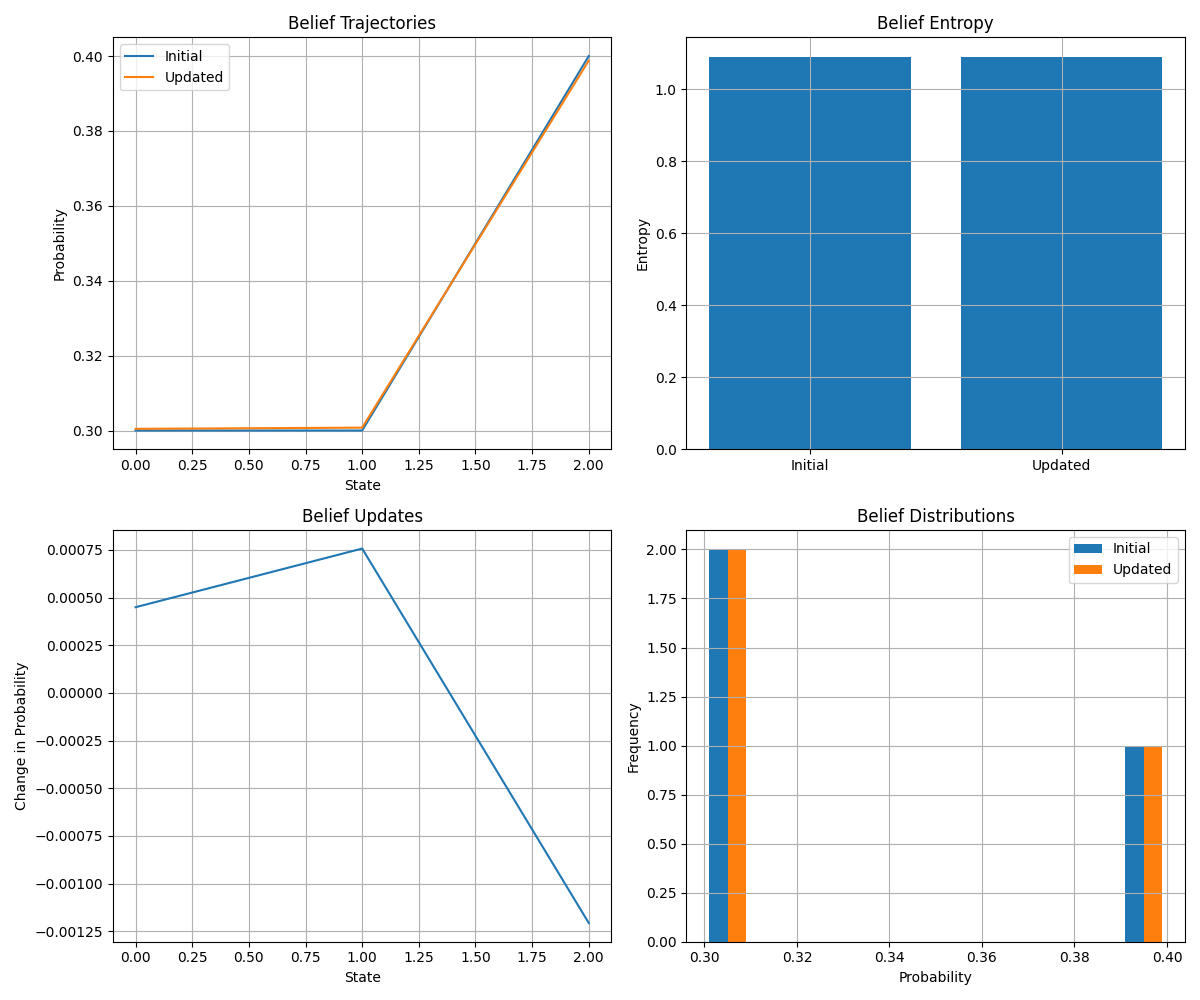 Belief Trajectories
Initial
Updated
Probability
0.40
0.38
0.36
0.34
0.32
0.30
0.00 0.25 0.50 0.75 1.00 1.25 1.50 1.75 2.00
State
Belief Entropy
Entropy
1.0
0.8
0.6
0.4
0.2
0.0
Initial Updated
Belief Updates
Change in Probability
0.00075
0.00050
0.00025
0.00000
−0.00025
−0.00050
−0.00075
−0.00100
−0.00125
0.00 0.25 0.50 0.75 1.00 1.25 1.50 1.75 2.00
State
Belief Distributions
Initial
Updated
Frequency
2.00
1.75
1.50
1.25
1.00
0.75
0.50
0.25
0.00
0.30 0.32 0.34 0.36 0.38 0.40
Probability